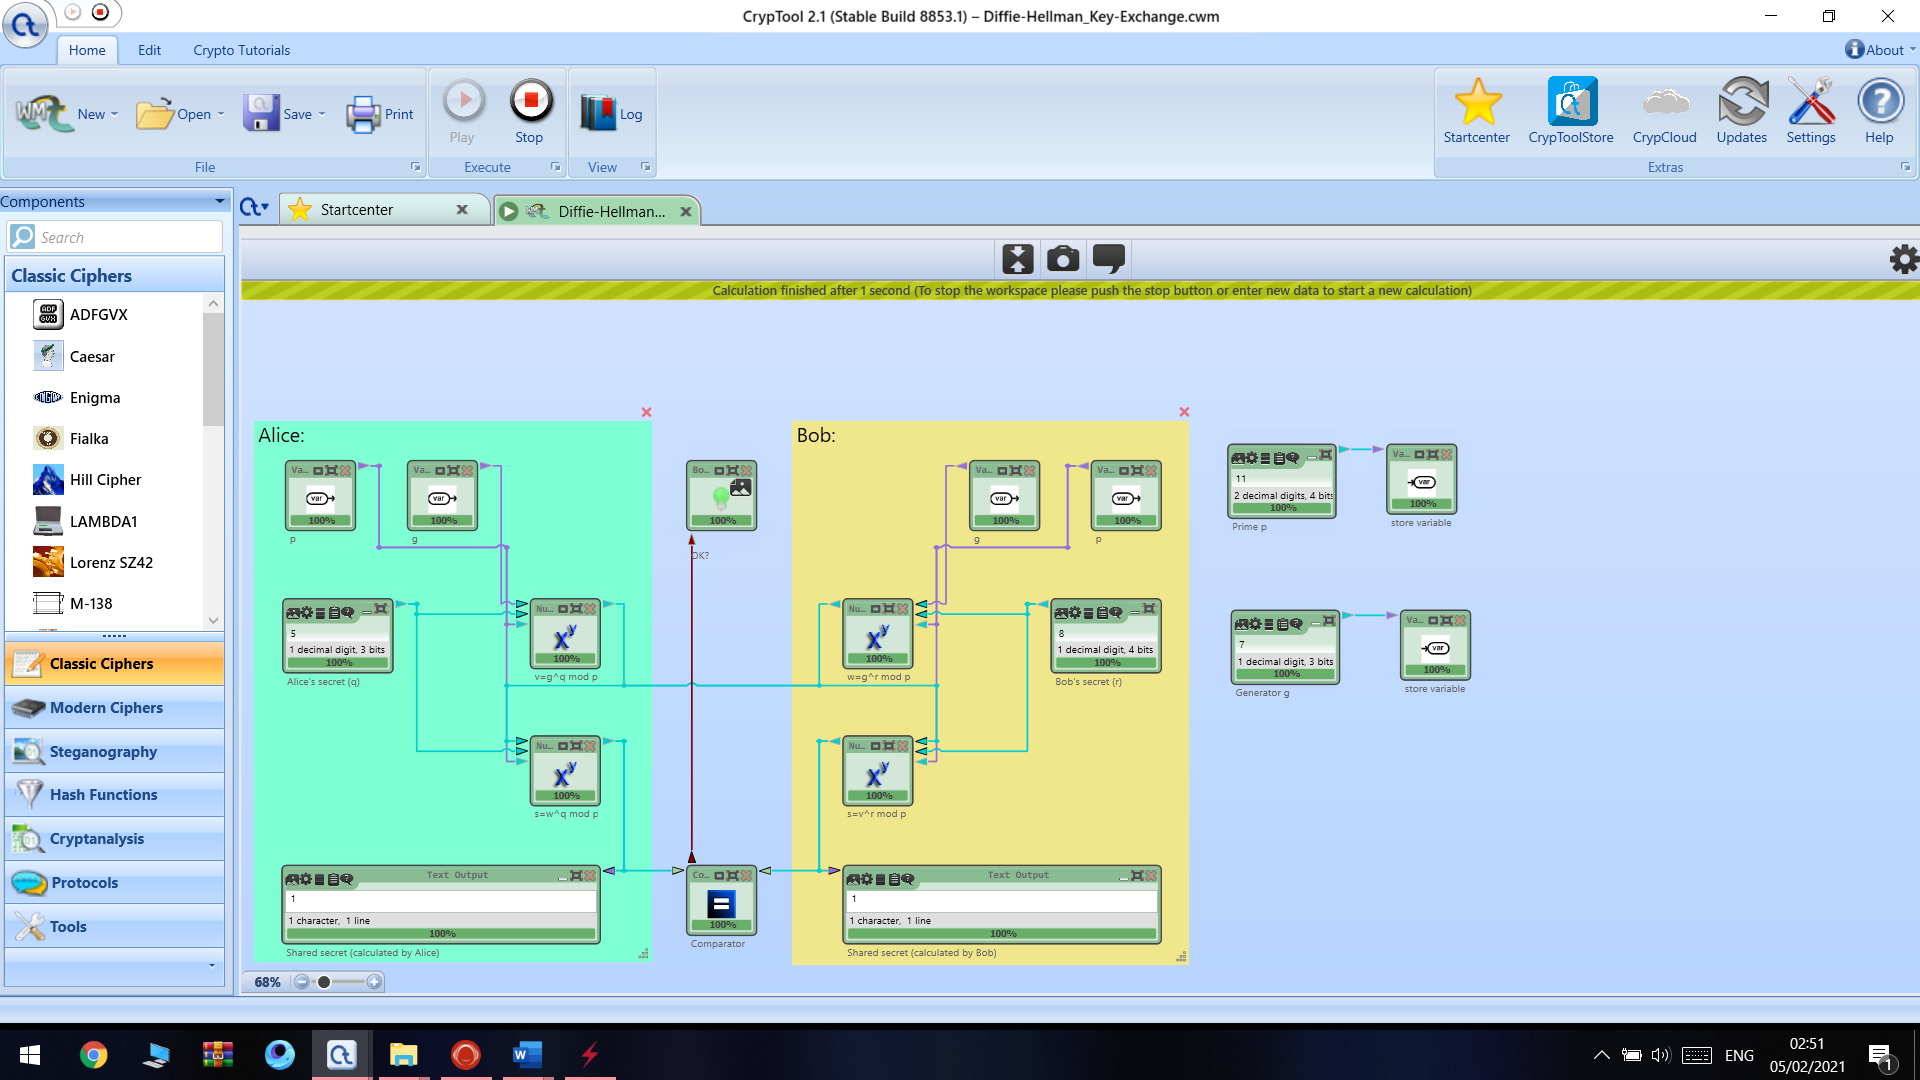 CrypTool 2.1 (Stable Build 8853.1) – Diffie-Hellman_Key-Exchange.cwm
Home Edit Crypto Tutorials About
New Open Save Print Play Stop Log Startcenter CrypToolStore CrypCloud Updates Settings Help
File Execute View Extras
Components
Startcenter Diffie-Hellman...
Search
Classic Ciphers
ADFGVX
Caesar
Enigma
Fialka
Hill Cipher
LAMBDA1
Lorenz SZ42
M-138
Classic Ciphers
Modern Ciphers
Steganography
Hash Functions
Cryptanalysis
Protocols
Tools
Calculation finished after 1 second (To stop the workspace please push the stop button or enter new data to start a new calculation)
Alice:
Va...
var
100%
p
Va...
var
100%
g
5
1 decimal digit, 3 bits
100%
Alice's secret (q)
Nu...
x^y
100%
v=g^q mod p
Nu...
x^y
100%
s=w^q mod p
Text Output
1
1 character, 1 line
100%
Shared secret (calculated by Alice)
Bo...
100%
OK?
Co...
=
100%
Comparator
Bob:
Va...
var
100%
g
Va...
var
100%
p
Nu...
x^y
100%
w=g^r mod p
8
1 decimal digit, 4 bits
100%
Bob's secret (r)
Nu...
x^y
100%
s=v^r mod p
Text Output
1
1 character, 1 line
100%
Shared secret (calculated by Bob)
11
2 decimal digits, 4 bits
100%
Prime p
Va...
var
100%
store variable
7
1 decimal digit, 3 bits
100%
Generator g
Va...
var
100%
store variable
68%
ENG
02:51
05/02/2021
1